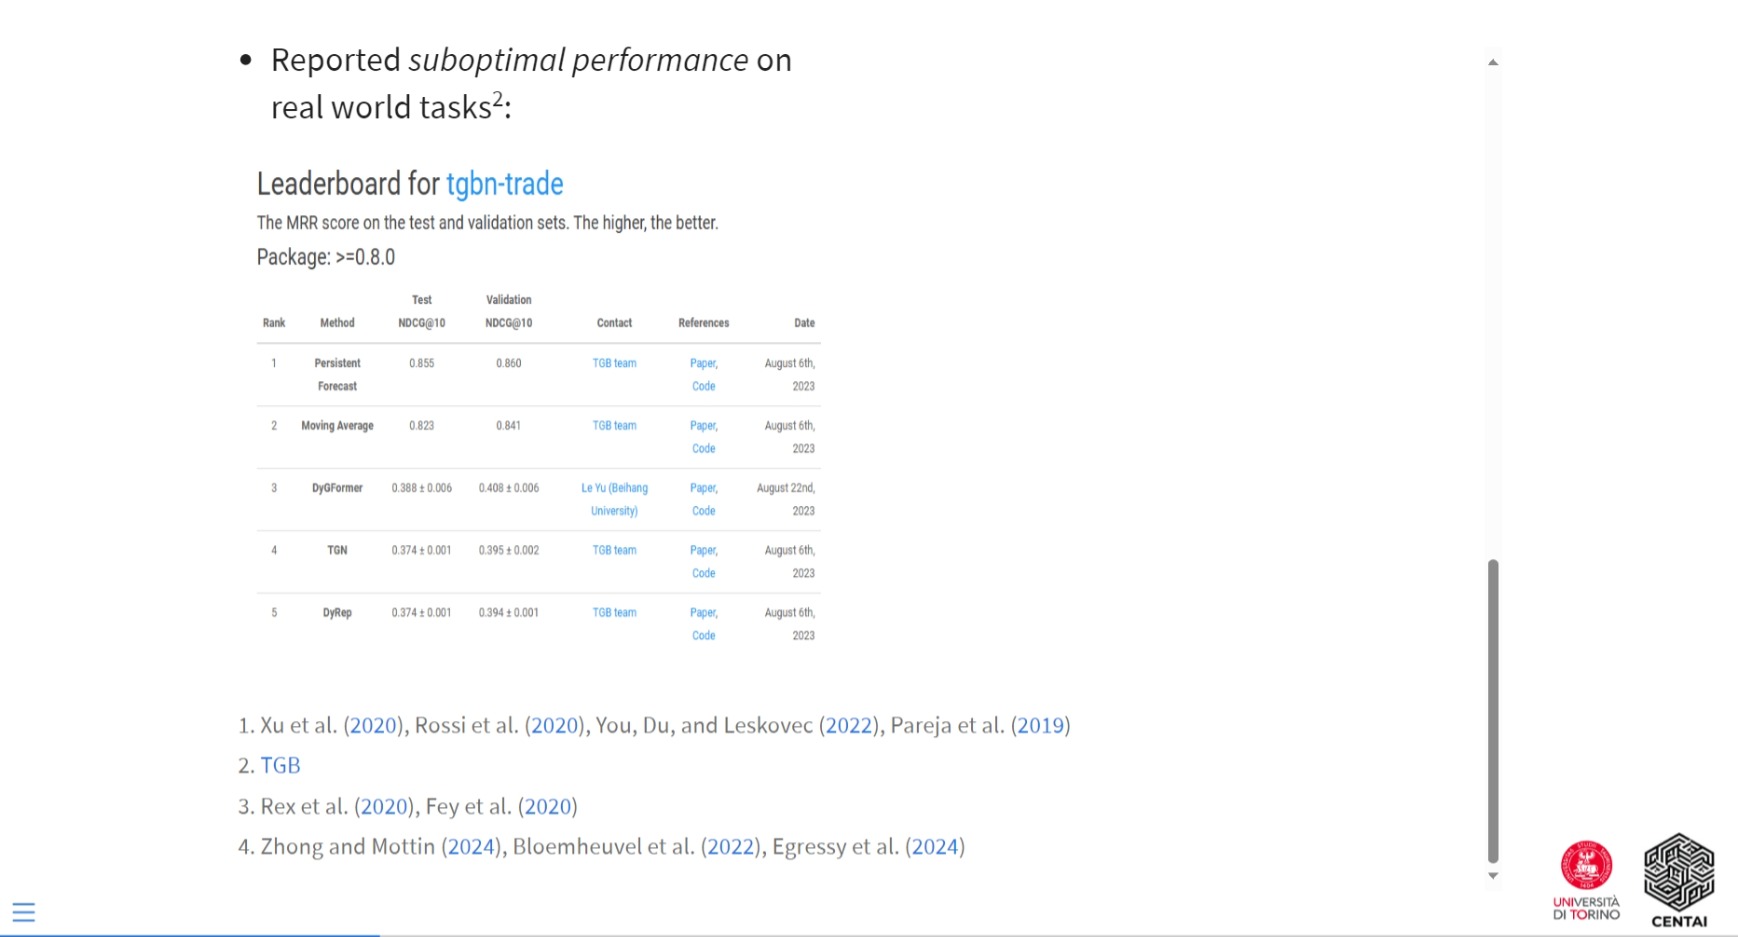 • Reported suboptimal performance on
real world tasks2:
Leaderboard for tgbn-trade
The MRR score on the test and validation sets. The higher, the better.
Package: >=0.8.0
Test Validation
Rank Method NDCG@10 NDCG@10 Contact References Date
1 Persistent 0.855 0.860 TGB team Paper, August 6th,
Forecast Code 2023
2 Moving Average 0.823 0.841 TGB team Paper, August 6th,
Code 2023
3 DyGFormer 0.388 ± 0.006 0.408 ± 0.006 Le Yu (Beihang Paper, August 22nd,
University) Code 2023
4 TGN 0.374 ± 0.001 0.395 ± 0.002 TGB team Paper, August 6th,
Code 2023
5 DyRep 0.374 ± 0.001 0.394 ± 0.001 TGB team Paper, August 6th,
Code 2023
1. Xu et al. (2020), Rossi et al. (2020), You, Du, and Leskovec (2022), Pareja et al. (2019)
2. TGB
3. Rex et al. (2020), Fey et al. (2020)
4. Zhong and Mottin (2024), Bloemheuvel et al. (2022), Egressy et al. (2024)
UNIVERSITÀ
DI TORINO
CENTAI